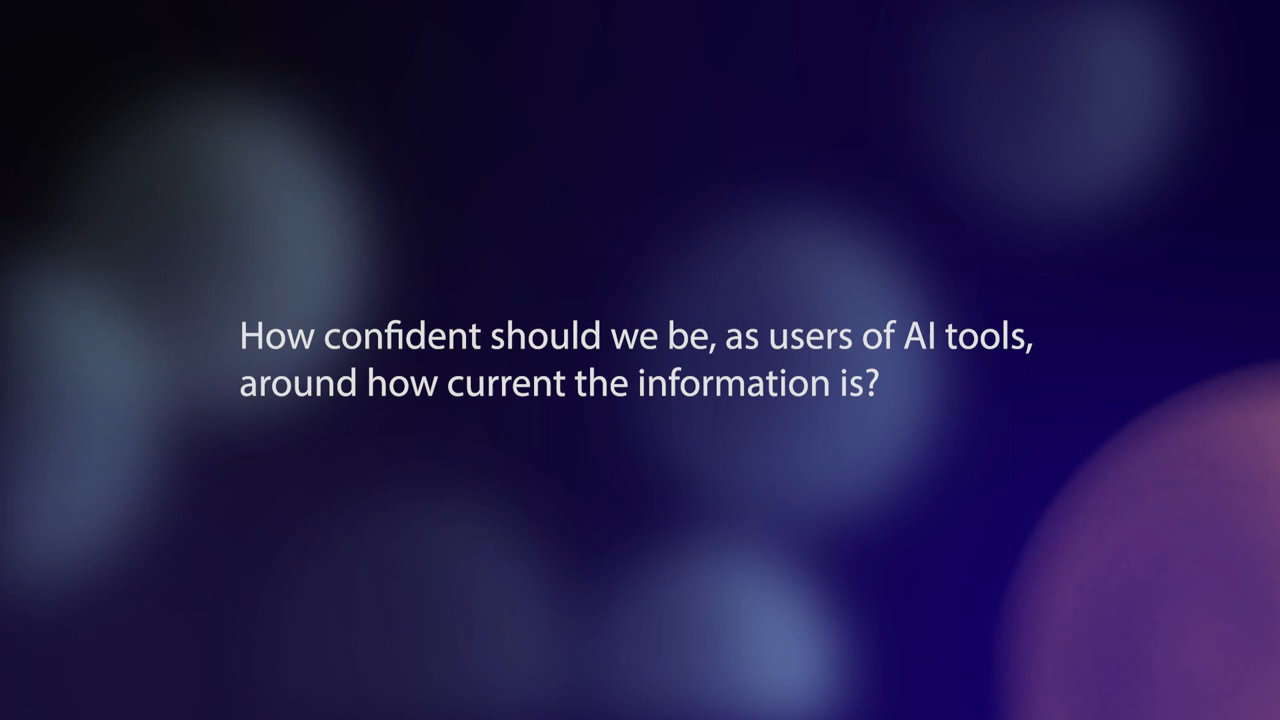 How confident should we be, as users of AI tools,
around how current the information is?